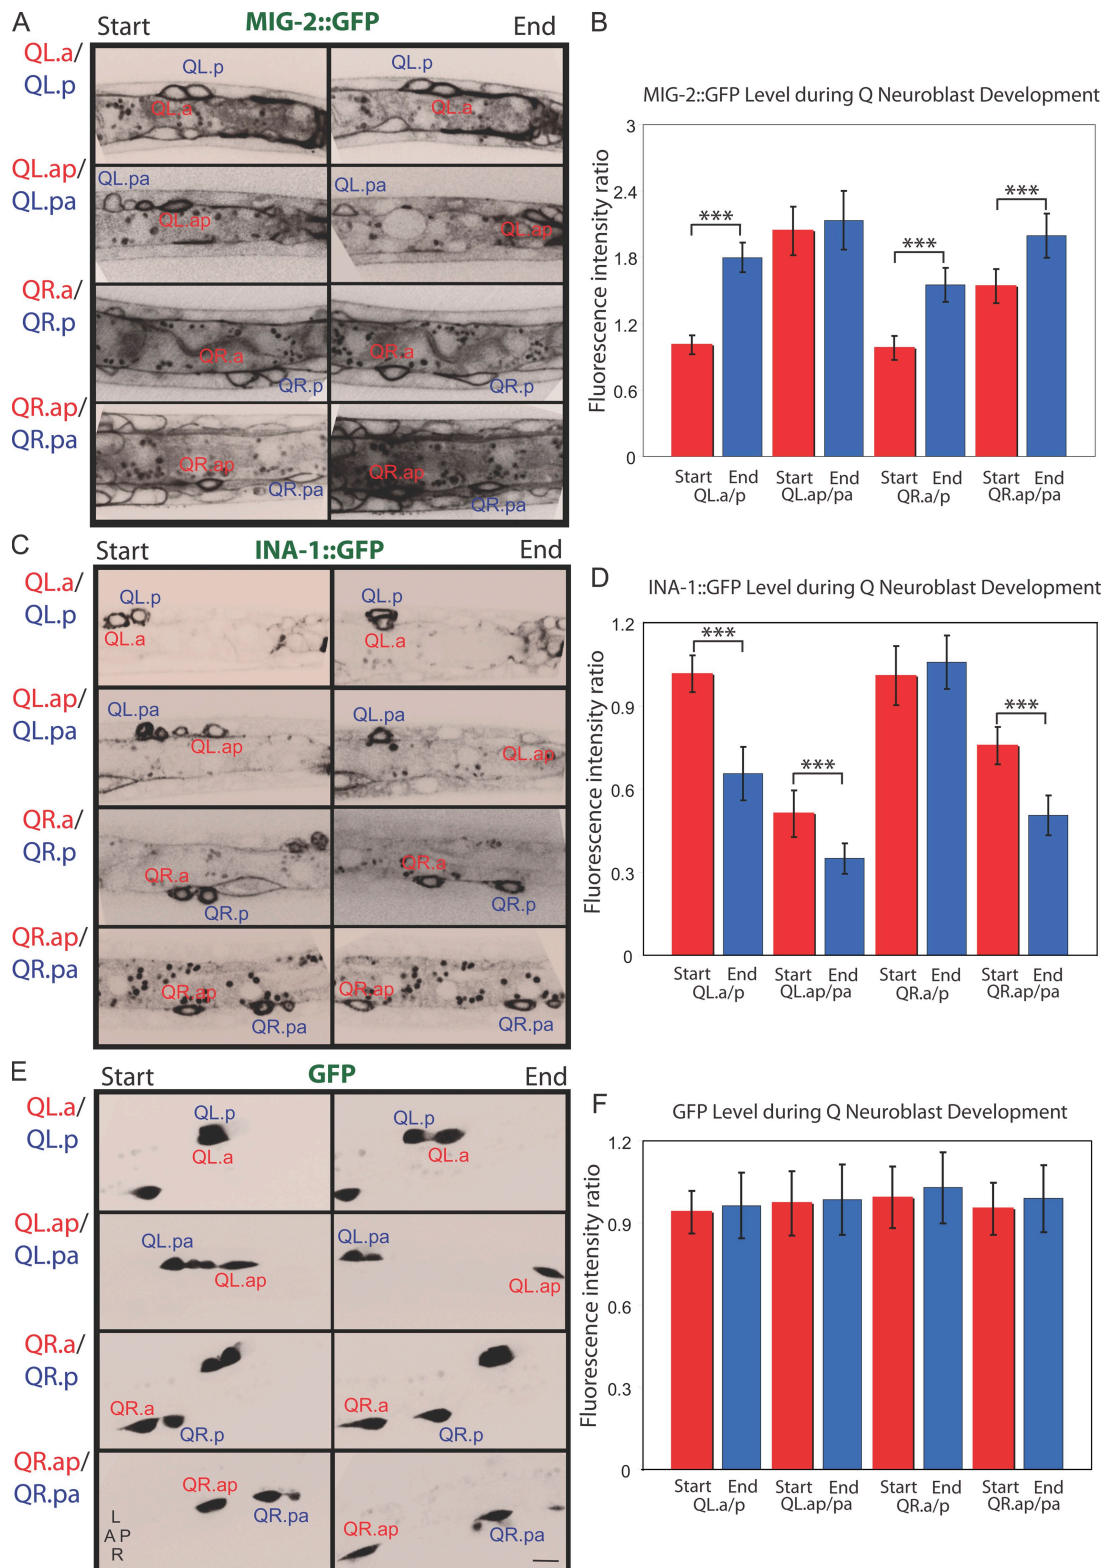 A
Start
MIG-2::GFP
End
QL.a/
QL.p
QL.p
QL.a
QL.p
QL.a
QL.ap/
QL.pa
QL.pa
QL.ap
QL.pa
QL.ap
QR.a/
QR.p
QR.a
QR.p
QR.a
QR.p
QR.ap/
QR.pa
QR.ap
QR.pa
QR.ap
QR.pa
B
MIG-2::GFP Level during Q Neuroblast Development
Fluorescence intensity ratio
3
2.4
1.8
1.2
0.6
0
***
***
***
Start End Start End Start End Start End
QL.a/p QL.ap/pa QR.a/p QR.ap/pa
C
Start
INA-1::GFP
End
QL.a/
QL.p
QL.p
QL.a
QL.p
QL.a
QL.ap/
QL.pa
QL.pa
QL.ap
QL.pa
QL.ap
QR.a/
QR.p
QR.a
QR.p
QR.a
QR.p
QR.ap/
QR.pa
QR.ap
QR.pa
QR.ap
QR.pa
D
INA-1::GFP Level during Q Neuroblast Development
Fluorescence intensity ratio
1.2
0.9
0.6
0.3
0
***
***
***
Start End Start End Start End Start End
QL.a/p QL.ap/pa QR.a/p QR.ap/pa
E
Start
GFP
End
QL.a/
QL.p
QL.p
QL.a
QL.p
QL.a
QL.ap/
QL.pa
QL.pa
QL.ap
QL.pa
QL.ap
QR.a/
QR.p
QR.a
QR.p
QR.a
QR.p
QR.ap/
QR.pa
QR.ap
QR.pa
QR.ap
QR.pa
L
A P
R
F
GFP Level during Q Neuroblast Development
Fluorescence intensity ratio
1.2
0.9
0.6
0.3
0
Start End Start End Start End Start End
QL.a/p QL.ap/pa QR.a/p QR.ap/pa